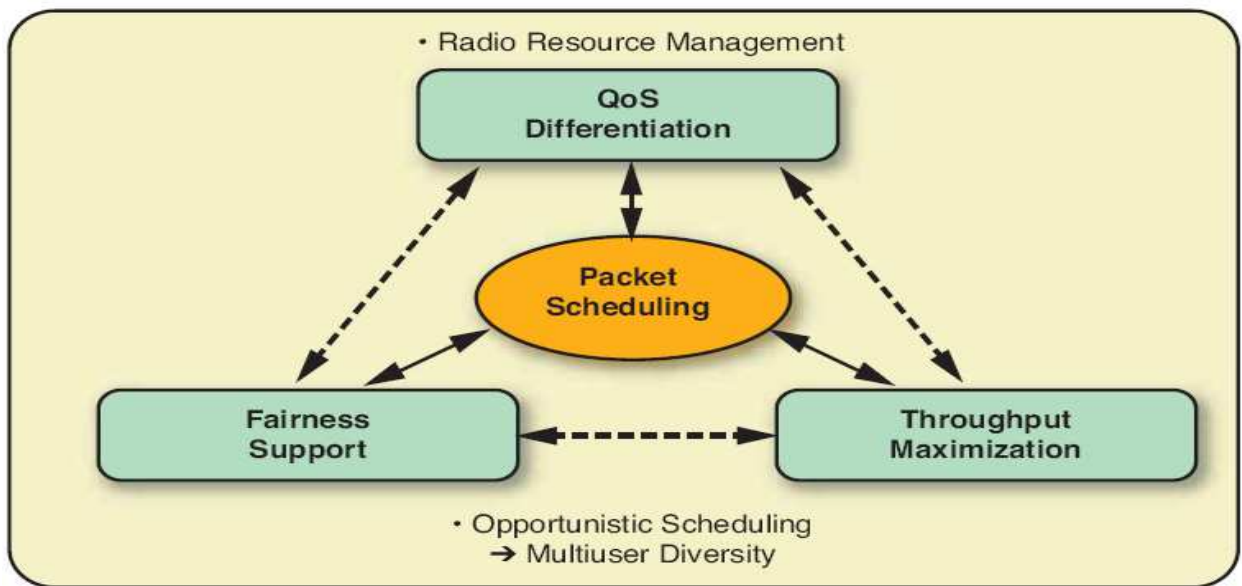 • Radio Resource Management
QoS
Differentiation
Packet
Scheduling
Fairness
Support
Throughput
Maximization
• Opportunistic Scheduling
➔ Multiuser Diversity